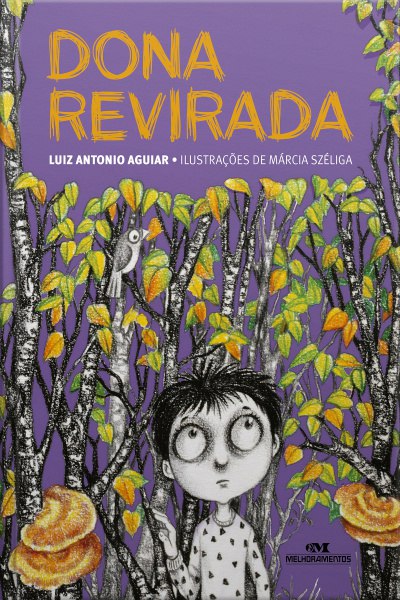 DONA
REVIRADA
LUIZ ANTONIO AGUIAR • ILUSTRAÇÕES DE MÁRCIA SZÉLIGA
MELHORAMENTOS